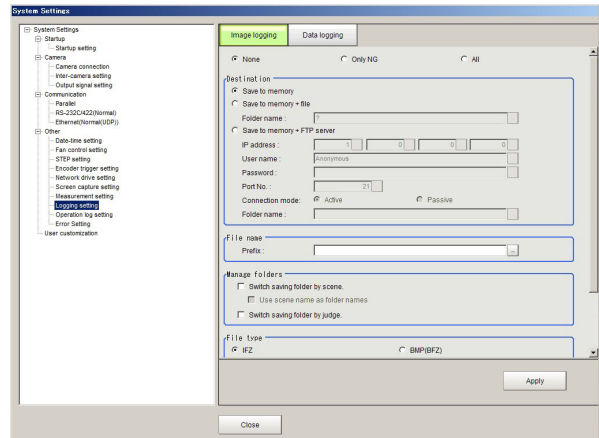 System Settings
System Settings
Startup
Startup setting
Camera
Camera connection
Inter-camera setting
Output signal setting
Communication
Parallel
RS-232C/422(Normal)
Ethernet(Normal(UDP))
Other
Date-time setting
Fan control setting
STEP setting
Encoder trigger setting
Network drive setting
Screen capture setting
Measurement setting
Logging setting
Operation log setting
Error Setting
User customization
Image logging
Data logging
None Only NG All
Destination
Save to memory
Save to memory + file
Folder name : ?
Save to memory + FTP server
IP address : 1 0 0 0
User name : Anonymous
Password :
Port No. : 21
Connection mode: Active Passive
Folder name :
File name
Prefix : ...
Manage folders
Switch saving folder by scene.
Use scene name as folder names
Switch saving folder by judge.
File type
IFZ BMP(BFZ)
Apply
Close